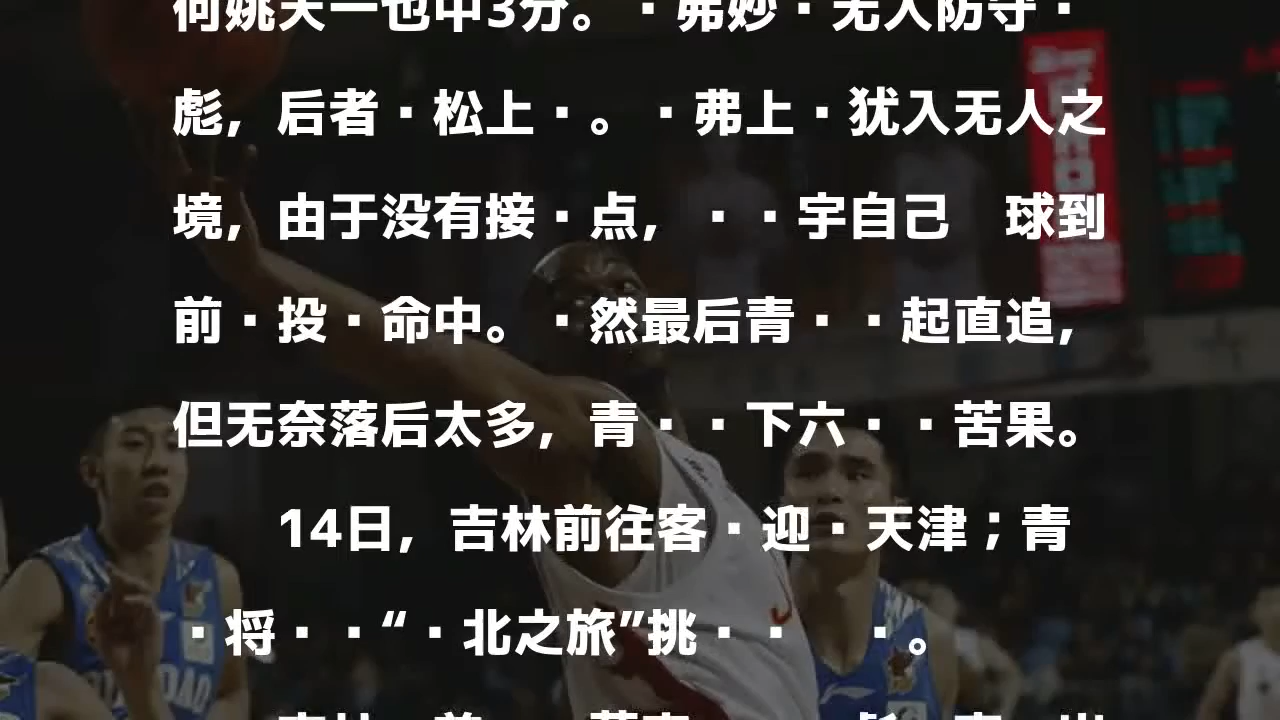 何姚天一也中3分。·弗妙·无人防守·
彪，后者·松上·。·弗上·犹入无人之
境，由于没有接·点，··宇自己　球到
前·投·命中。·然最后青··起直追，
但无奈落后太多，青··下六··苦果。
14日，吉林前往客·迎·天津；青
·将··“·北之旅”挑··　·。